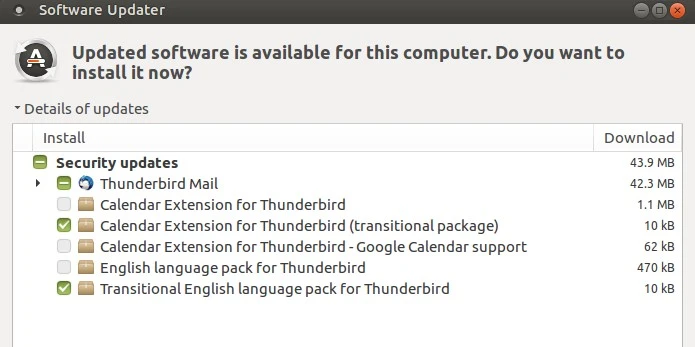 Software Updater
Updated software is available for this computer. Do you want to
install it now?
Details of updates
Install Download
Security updates 43.9 MB
Thunderbird Mail 42.3 MB
Calendar Extension for Thunderbird 1.1 MB
Calendar Extension for Thunderbird (transitional package) 10 kB
Calendar Extension for Thunderbird - Google Calendar support 62 kB
English language pack for Thunderbird 470 kB
Transitional English language pack for Thunderbird 10 kB